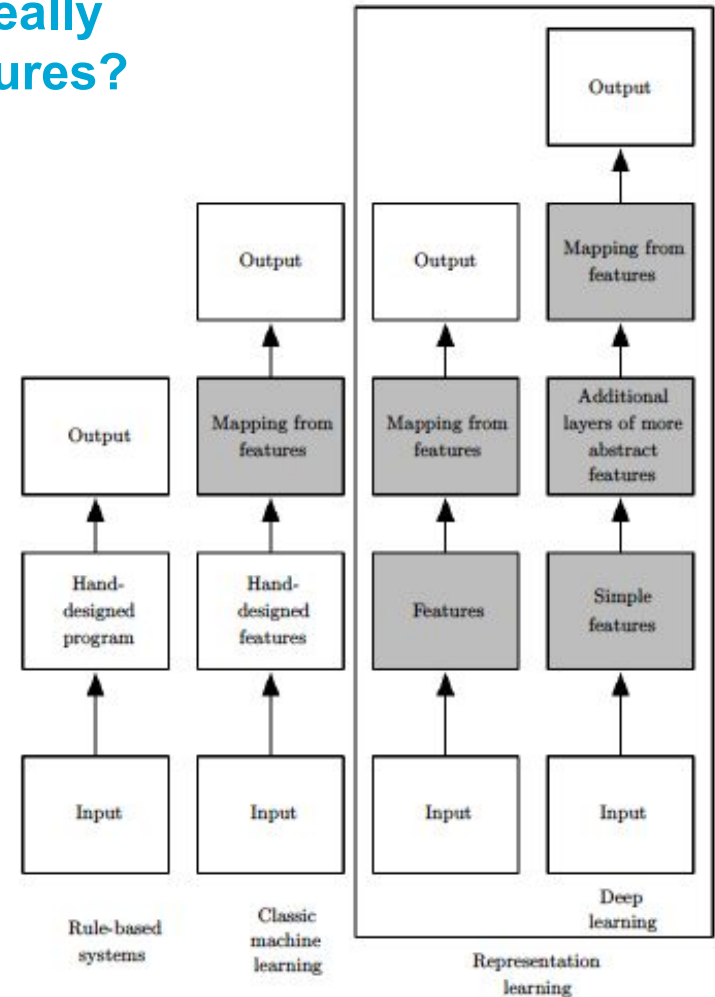 eally
ures?
Output
Hand-
designed
program
Input
Rule-based
systems
Output
Mapping from
features
Hand-
designed
features
Input
Classic
machine
learning
Output
Mapping from
features
Features
Input
Output
Mapping from
features
Additional
layers of more
abstract
features
Simple
features
Input
Deep
learning
Representation
learning